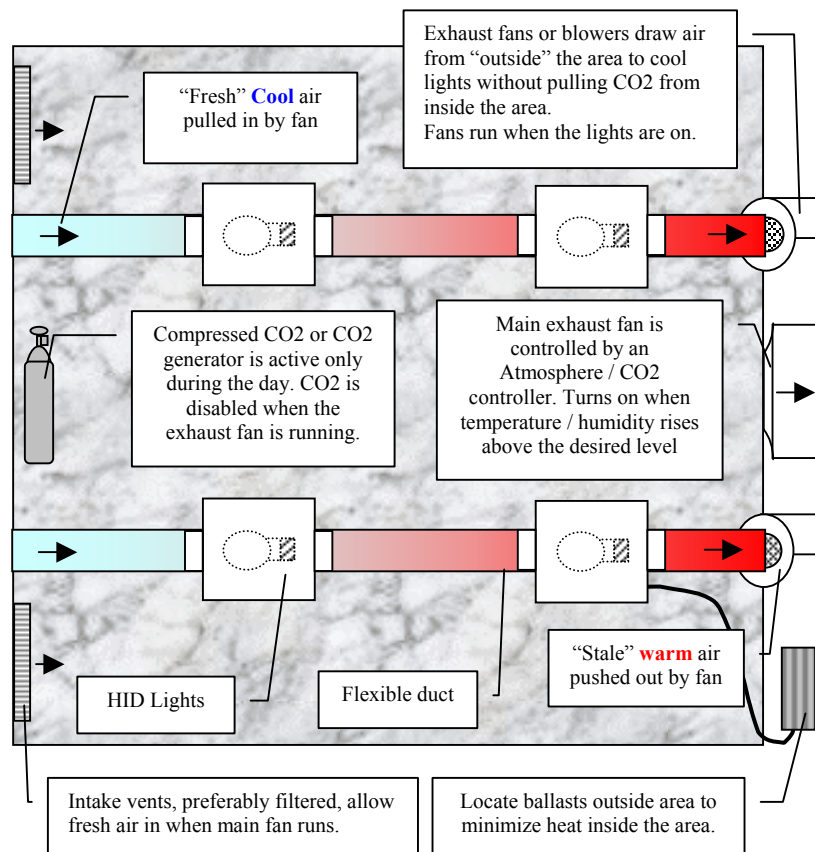 Exhaust fans or blowers draw air
from “outside” the area to cool
lights without pulling CO2 from
inside the area.
Fans run when the lights are on.
“Fresh” Cool air
pulled in by fan
Compressed CO2 or CO2
generator is active only
during the day. CO2 is
disabled when the
exhaust fan is running.
Main exhaust fan is
controlled by an
Atmosphere / CO2
controller. Turns on when
temperature / humidity rises
above the desired level
“Stale” warm air
pushed out by fan
HID Lights
Flexible duct
Intake vents, preferably filtered, allow
fresh air in when main fan runs.
Locate ballasts outside area to
minimize heat inside the area.